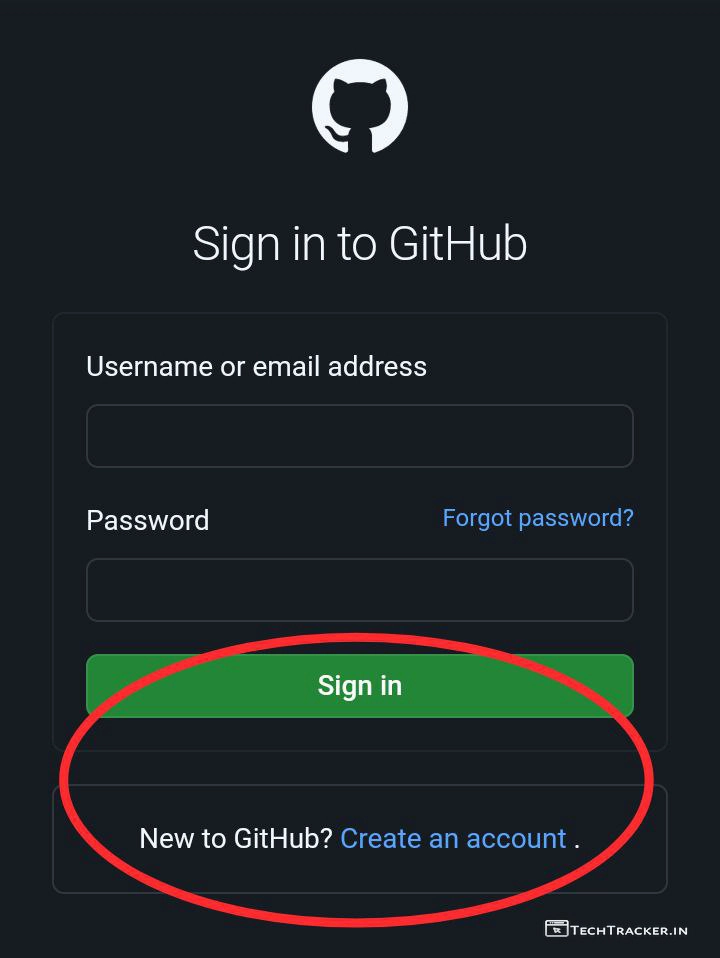 Sign in to GitHub
Username or email address
Password Forgot password?
Sign in
New to GitHub? Create an account .
TECHTRACKER.IN